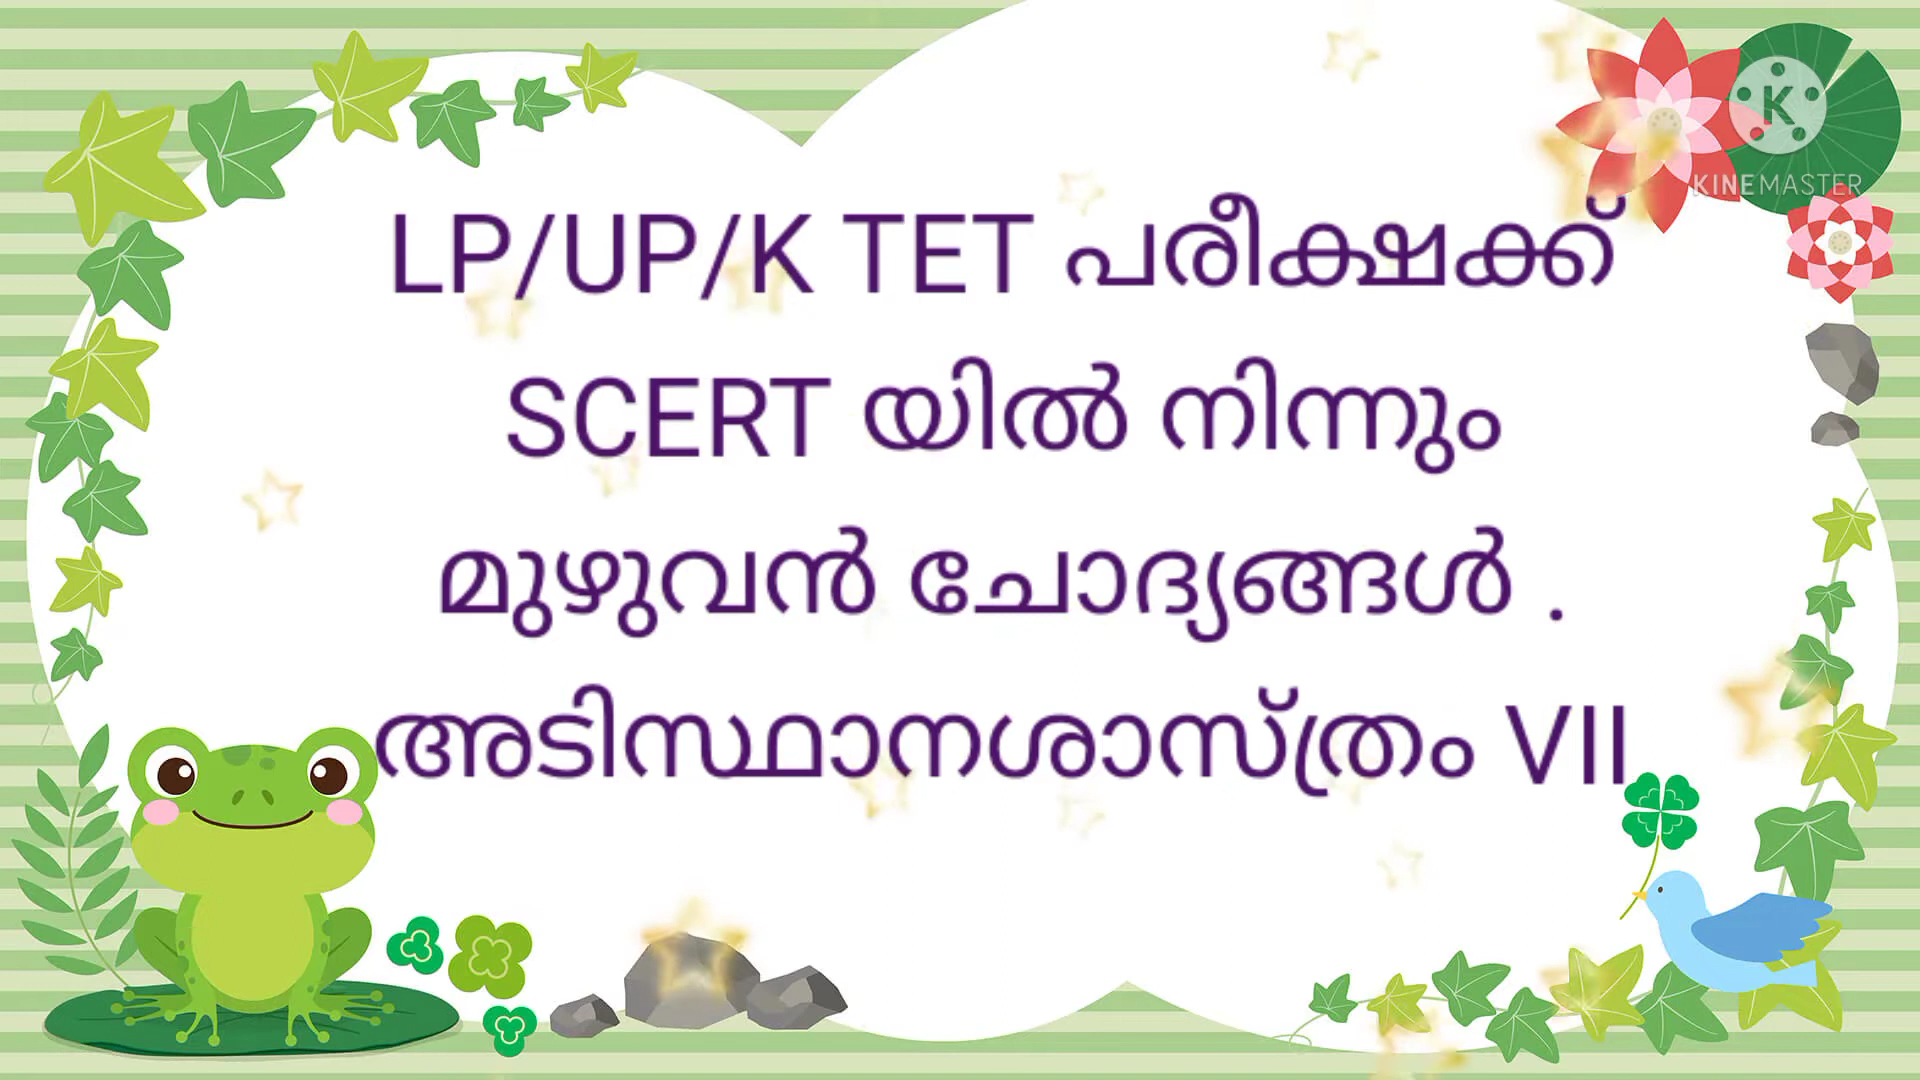 KINEMASTER
LP/UP/K TET പരീക്ഷക്ക്
SCERT യിൽ നിന്നും
മുഴുവൻ ചോദ്യങ്ങൾ .
അടിസ്ഥാനശാസ്ത്രം VII